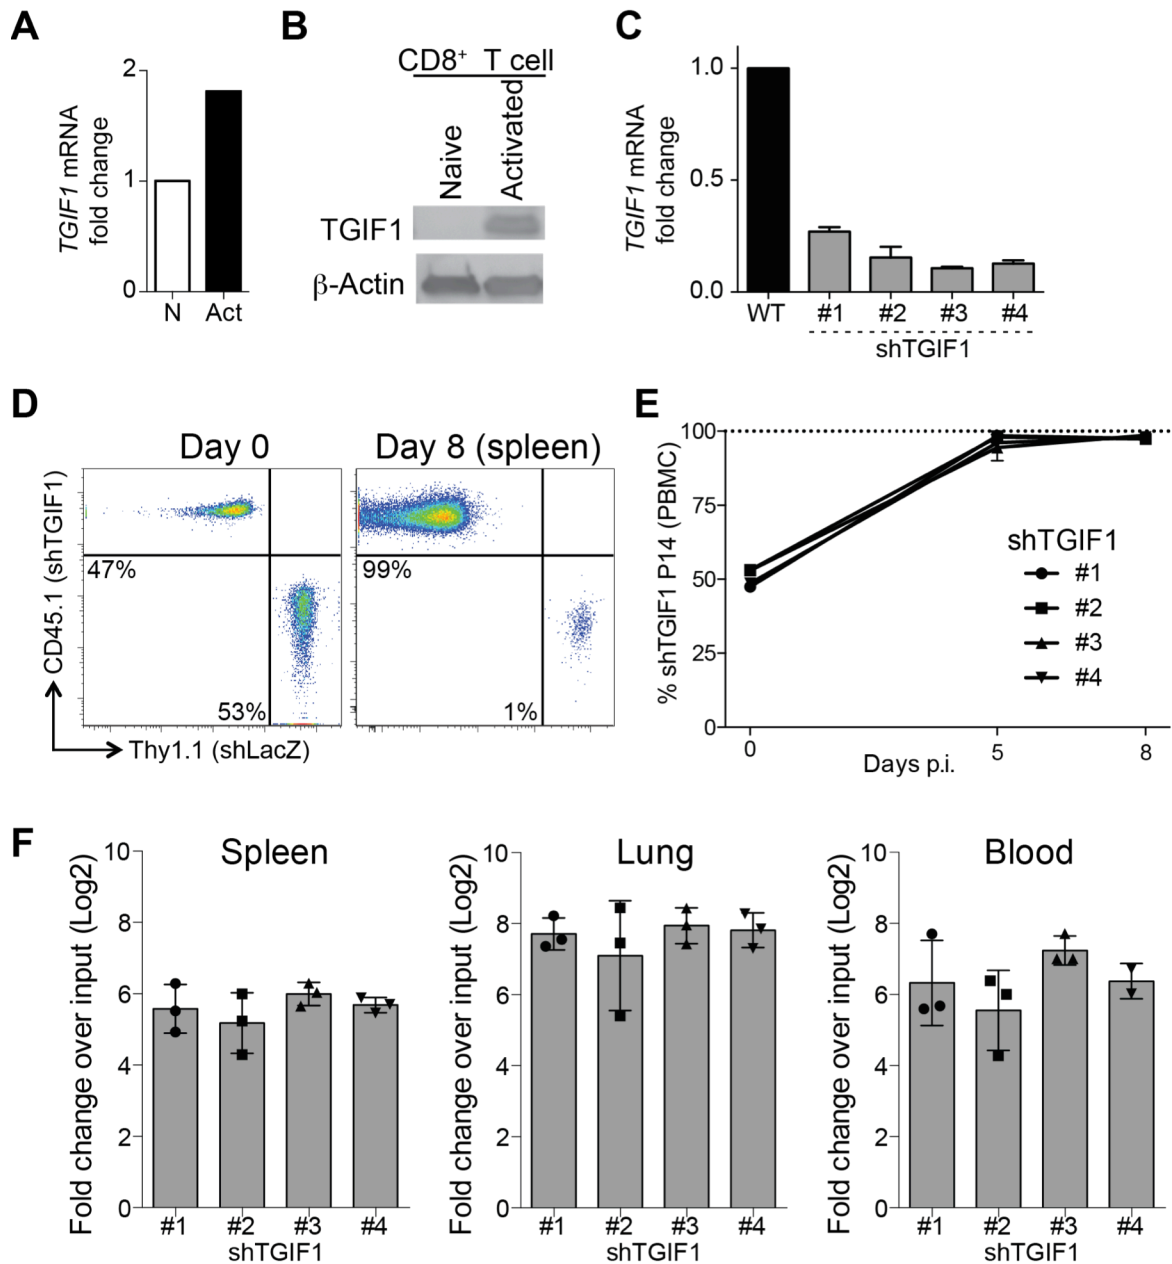 A
TGIF1 mRNA
fold change
2
1
0
N Act
B
CD8⁺ T cell
Naive
Activated
TGIF1
β-Actin
C
TGIF1 mRNA
fold change
1.0
0.5
0.0
WT #1 #2 #3 #4
shTGIF1
D
Day 0
Day 8 (spleen)
CD45.1 (shTGIF1)
47%
53%
99%
1%
Thy1.1 (shLacZ)
E
% shTGIF1 P14 (PBMC)
100
75
50
25
0
0 5 8
Days p.i.
shTGIF1
#1
#2
#3
#4
F
Spleen
Fold change over input (Log2)
10
8
6
4
2
0
#1 #2 #3 #4
shTGIF1
Lung
Fold change over input (Log2)
10
8
6
4
2
0
#1 #2 #3 #4
shTGIF1
Blood
Fold change over input (Log2)
10
8
6
4
2
0
#1 #2 #3 #4
shTGIF1